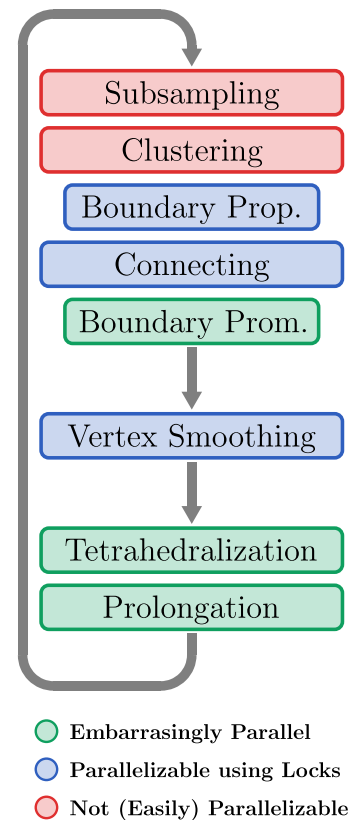 Subsampling
Clustering
Boundary Prop.
Connecting
Boundary Prom.
Vertex Smoothing
Tetrahedralization
Prolongation
Embarrasingly Parallel
Parallelizable using Locks
Not (Easily) Parallelizable